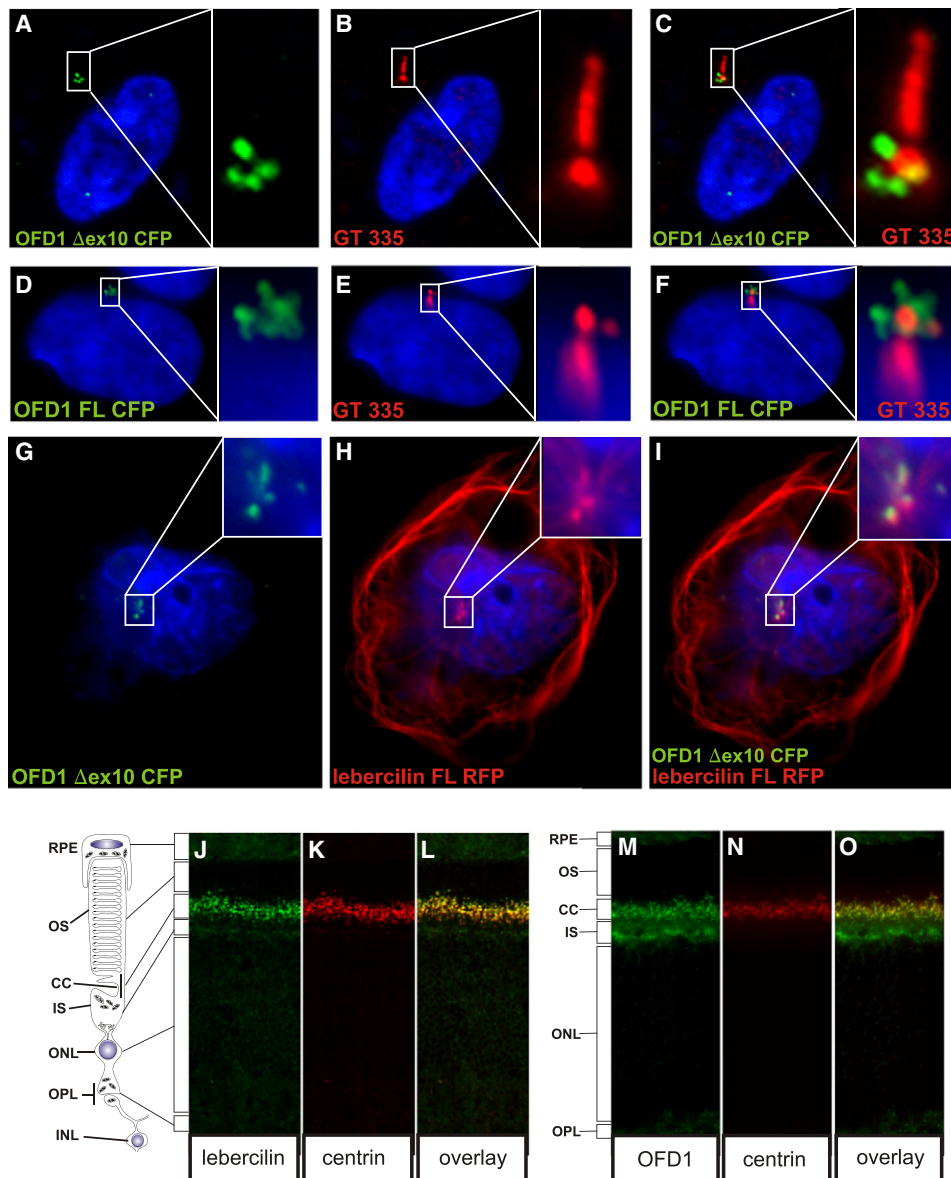 A
OFD1 Δex10 CFP
B
GT 335
C
OFD1 Δex10 CFP
GT 335
D
OFD1 FL CFP
E
GT 335
F
OFD1 FL CFP
GT 335
G
OFD1 Δex10 CFP
H
lebercilin FL RFP
I
OFD1 Δex10 CFP
lebercilin FL RFP
RPE
OS
CC
IS
ONL
OPL
INL
J
K
L
lebercilin
centrin
overlay
RPE
OS
CC
IS
ONL
OPL
M
N
O
OFD1
centrin
overlay